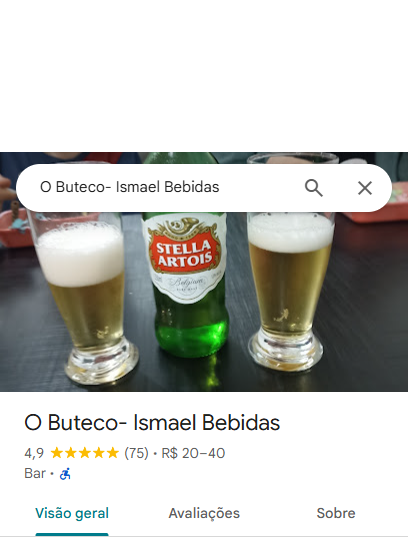 O Buteco- Ismael Bebidas
STELLA
ARTOIS
Belgium
O Buteco- Ismael Bebidas
4,9 (75) • R$ 20–40
Bar •
Visão geral
Avaliações
Sobre